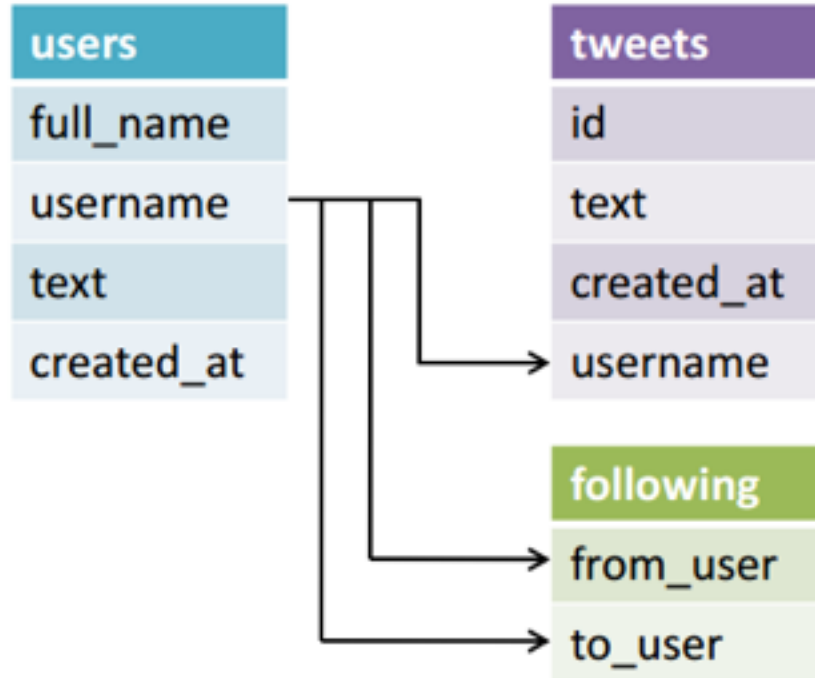 users
full_name
username
text
created_at
tweets
id
text
created_at
username
following
from_user
to_user